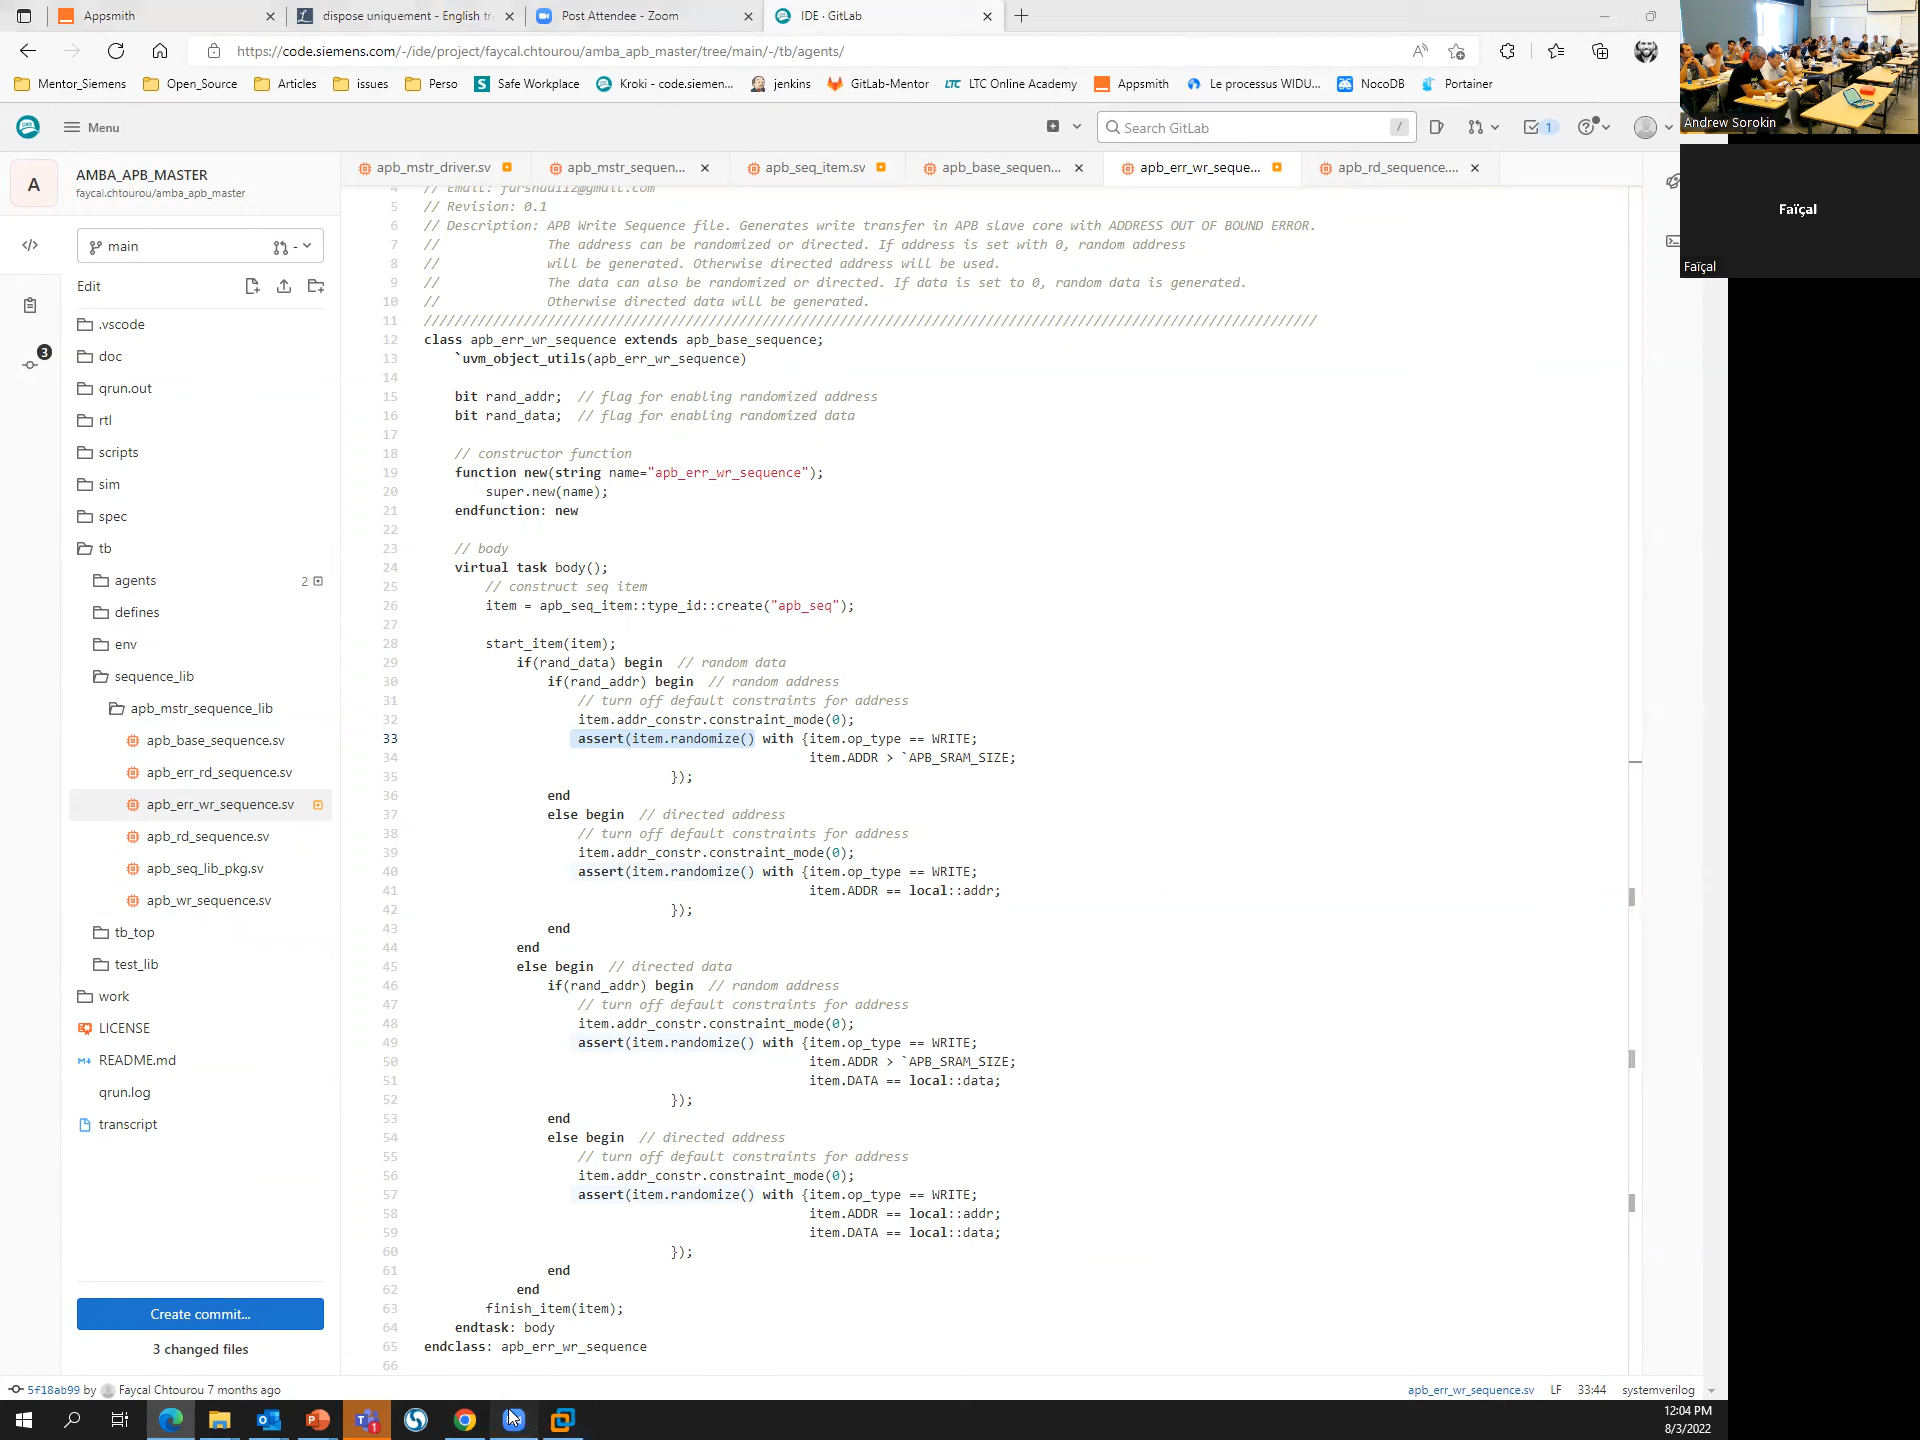 Appsmith
dispose uniquement - English tr
Post Attendee - Zoom
IDE · GitLab
https://code.siemens.com/-/ide/project/faycal.chtourou/amba_apb_master/tree/main/-/tb/agents/
Mentor_Siemens Open_Source Articles issues Perso Safe Workplace Kroki - code.siemen... jenkins GitLab-Mentor LTC LTC Online Academy Appsmith Le processus WIDU... NocoDB Portainer
Menu
Search GitLab
/
1
A
AMBA_APB_MASTER
faycal.chtourou/amba_apb_master
main
Edit
3
.vscode
doc
qrun.out
rtl
scripts
sim
spec
tb
agents 2
defines
env
sequence_lib
apb_mstr_sequence_lib
apb_base_sequence.sv
apb_err_rd_sequence.sv
apb_err_wr_sequence.sv
apb_rd_sequence.sv
apb_seq_lib_pkg.sv
apb_wr_sequence.sv
tb_top
test_lib
work
LICENSE
README.md
qrun.log
transcript
Create commit...
3 changed files
apb_mstr_driver.sv apb_mstr_sequen... apb_seq_item.sv apb_base_sequen... apb_err_wr_seque... apb_rd_sequence....
4 // Email: farshad112@gmail.com
5 // Revision: 0.1
6 // Description: APB Write Sequence file. Generates write transfer in APB slave core with ADDRESS OUT OF BOUND ERROR.
7 // The address can be randomized or directed. If address is set with 0, random address
8 // will be generated. Otherwise directed address will be used.
9 // The data can also be randomized or directed. If data is set to 0, random data is generated.
10 // Otherwise directed data will be generated.
11 ////////////////////////////////////////////////////////////////////////////////////////////////////////////////////
12 class apb_err_wr_sequence extends apb_base_sequence;
13 `uvm_object_utils(apb_err_wr_sequence)
14
15 bit rand_addr; // flag for enabling randomized address
16 bit rand_data; // flag for enabling randomized data
17
18 // constructor function
19 function new(string name="apb_err_wr_sequence");
20 super.new(name);
21 endfunction: new
22
23 // body
24 virtual task body();
25 // construct seq item
26 item = apb_seq_item::type_id::create("apb_seq");
27
28 start_item(item);
29 if(rand_data) begin // random data
30 if(rand_addr) begin // random address
31 // turn off default constraints for address
32 item.addr_constr.constraint_mode(0);
33 assert(item.randomize() with {item.op_type == WRITE;
34 item.ADDR > `APB_SRAM_SIZE;
35 });
36 end
37 else begin // directed address
38 // turn off default constraints for address
39 item.addr_constr.constraint_mode(0);
40 assert(item.randomize() with {item.op_type == WRITE;
41 item.ADDR == local::addr;
42 });
43 end
44 end
45 else begin // directed data
46 if(rand_addr) begin // random address
47 // turn off default constraints for address
48 item.addr_constr.constraint_mode(0);
49 assert(item.randomize() with {item.op_type == WRITE;
50 item.ADDR > `APB_SRAM_SIZE;
51 item.DATA == local::data;
52 });
53 end
54 else begin // directed address
55 // turn off default constraints for address
56 item.addr_constr.constraint_mode(0);
57 assert(item.randomize() with {item.op_type == WRITE;
58 item.ADDR == local::addr;
59 item.DATA == local::data;
60 });
61 end
62 end
63 finish_item(item);
64 endtask: body
65 endclass: apb_err_wr_sequence
66
5f18ab99 by Faycal Chtourou 7 months ago
apb_err_wr_sequence.sv LF 33:44 systemverilog
12:04 PM
8/3/2022
Andrew Sorokin
Faïçal
Faïçal